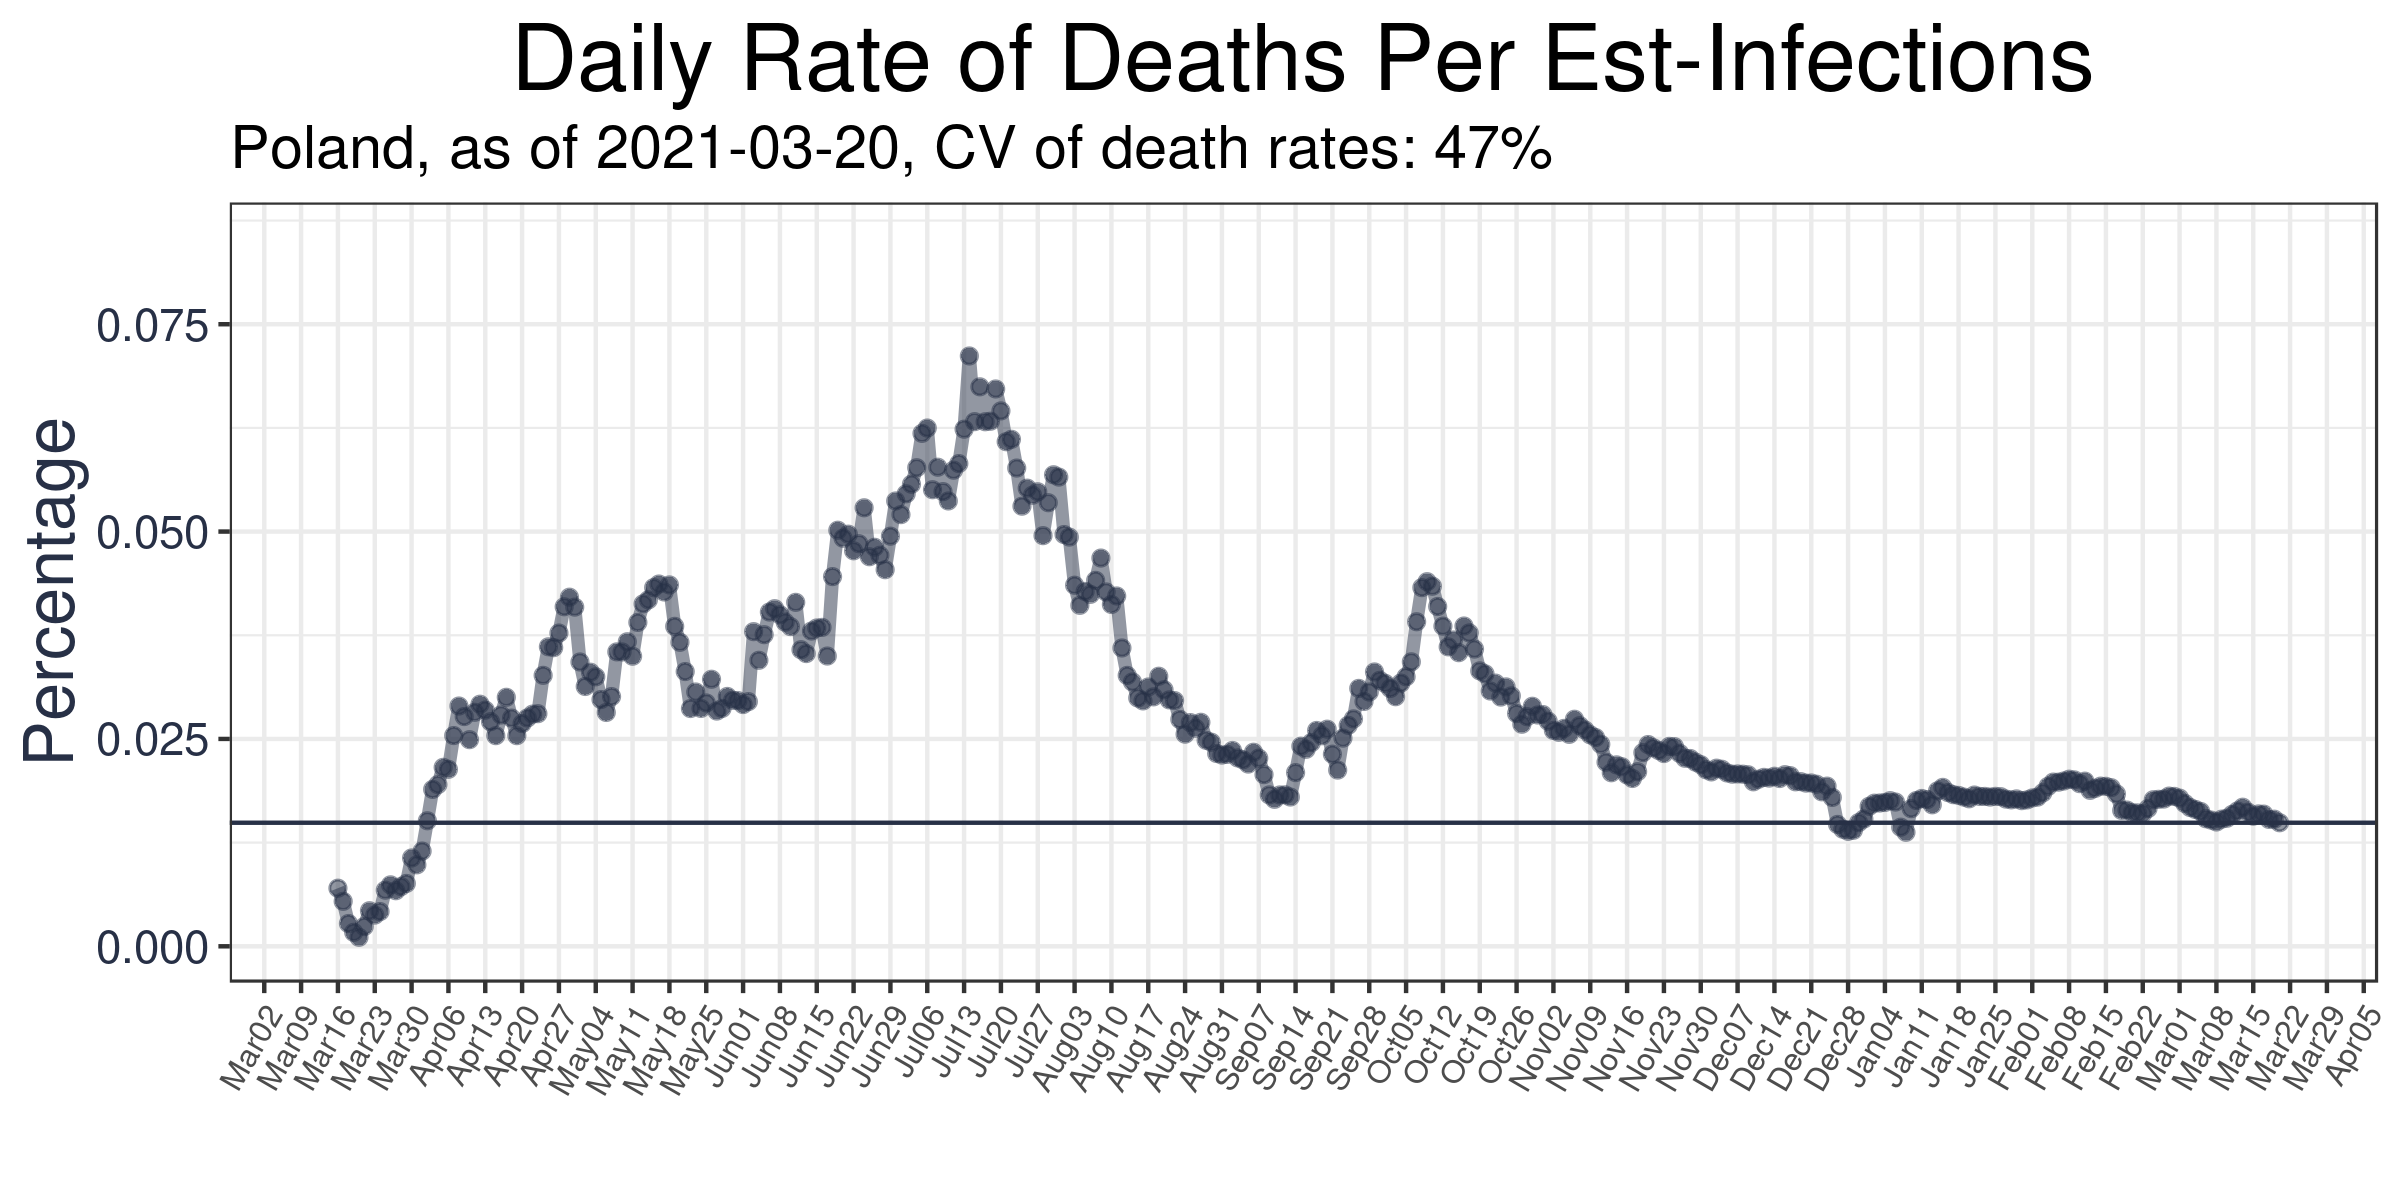 Daily Rate of Deaths Per Est-Infections
Poland, as of 2021-03-20, CV of death rates: 47%
Percentage
0.075
0.050
0.025
0.000
Mar02 Mar09 Mar16 Mar23 Mar30 Apr06 Apr13 Apr20 Apr27 May04 May11 May18 May25 Jun01 Jun08 Jun15 Jun22 Jun29 Jul06 Jul13 Jul20 Jul27 Aug03 Aug10 Aug17 Aug24 Aug31 Sep07 Sep14 Sep21 Sep28 Oct05 Oct12 Oct19 Oct26 Nov02 Nov09 Nov16 Nov23 Nov30 Dec07 Dec14 Dec21 Dec28 Jan04 Jan11 Jan18 Jan25 Feb01 Feb08 Feb15 Feb22 Mar01 Mar08 Mar15 Mar22 Mar29 Apr05